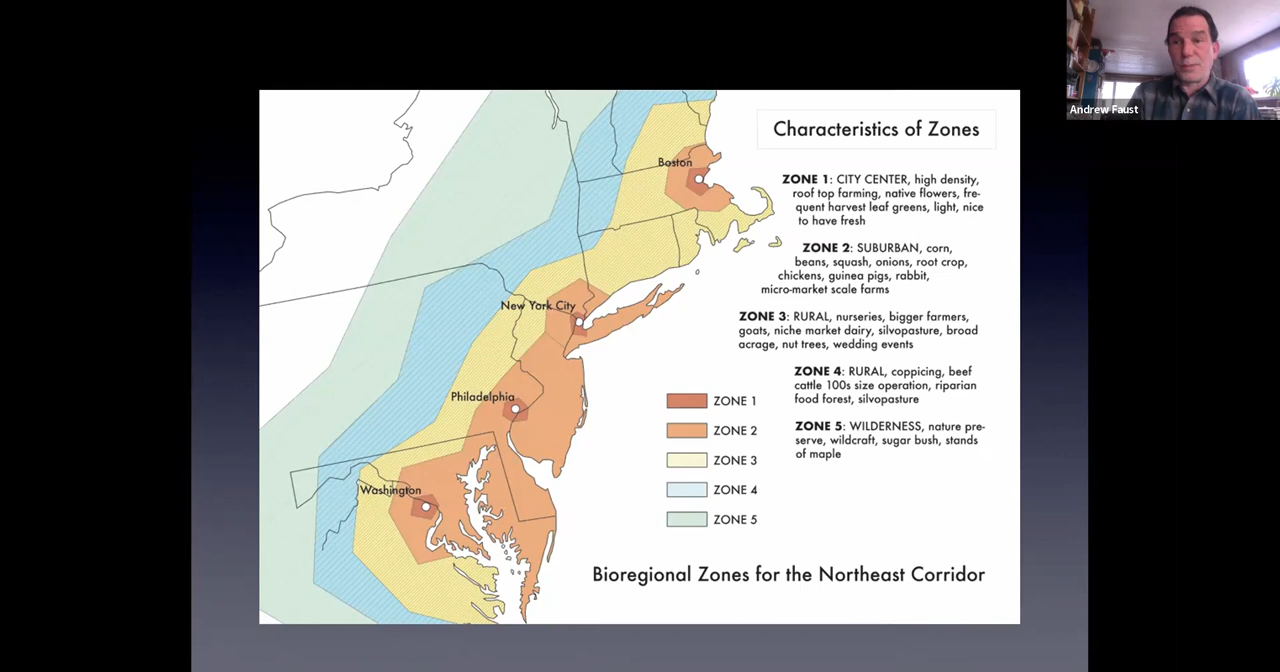 Andrew Faust
Characteristics of Zones
ZONE 1: CITY CENTER, high density,
roof top farming, native flowers, fre-
quent harvest leaf greens, light, nice
to have fresh
ZONE 2: SUBURBAN, corn,
beans, squash, onions, root crop,
chickens, guinea pigs, rabbit,
micro-market scale farms
ZONE 3: RURAL, nurseries, bigger farmers,
goats, niche market dairy, silvopasture, broad
acrage, nut trees, wedding events
ZONE 4: RURAL, coppicing, beef
cattle 100s size operation, riparian
food forest, silvopasture
ZONE 5: WILDERNESS, nature pre-
serve, wildcraft, sugar bush, stands
of maple
Boston
New York City
Philadelphia
Washington
ZONE 1
ZONE 2
ZONE 3
ZONE 4
ZONE 5
Bioregional Zones for the Northeast Corridor